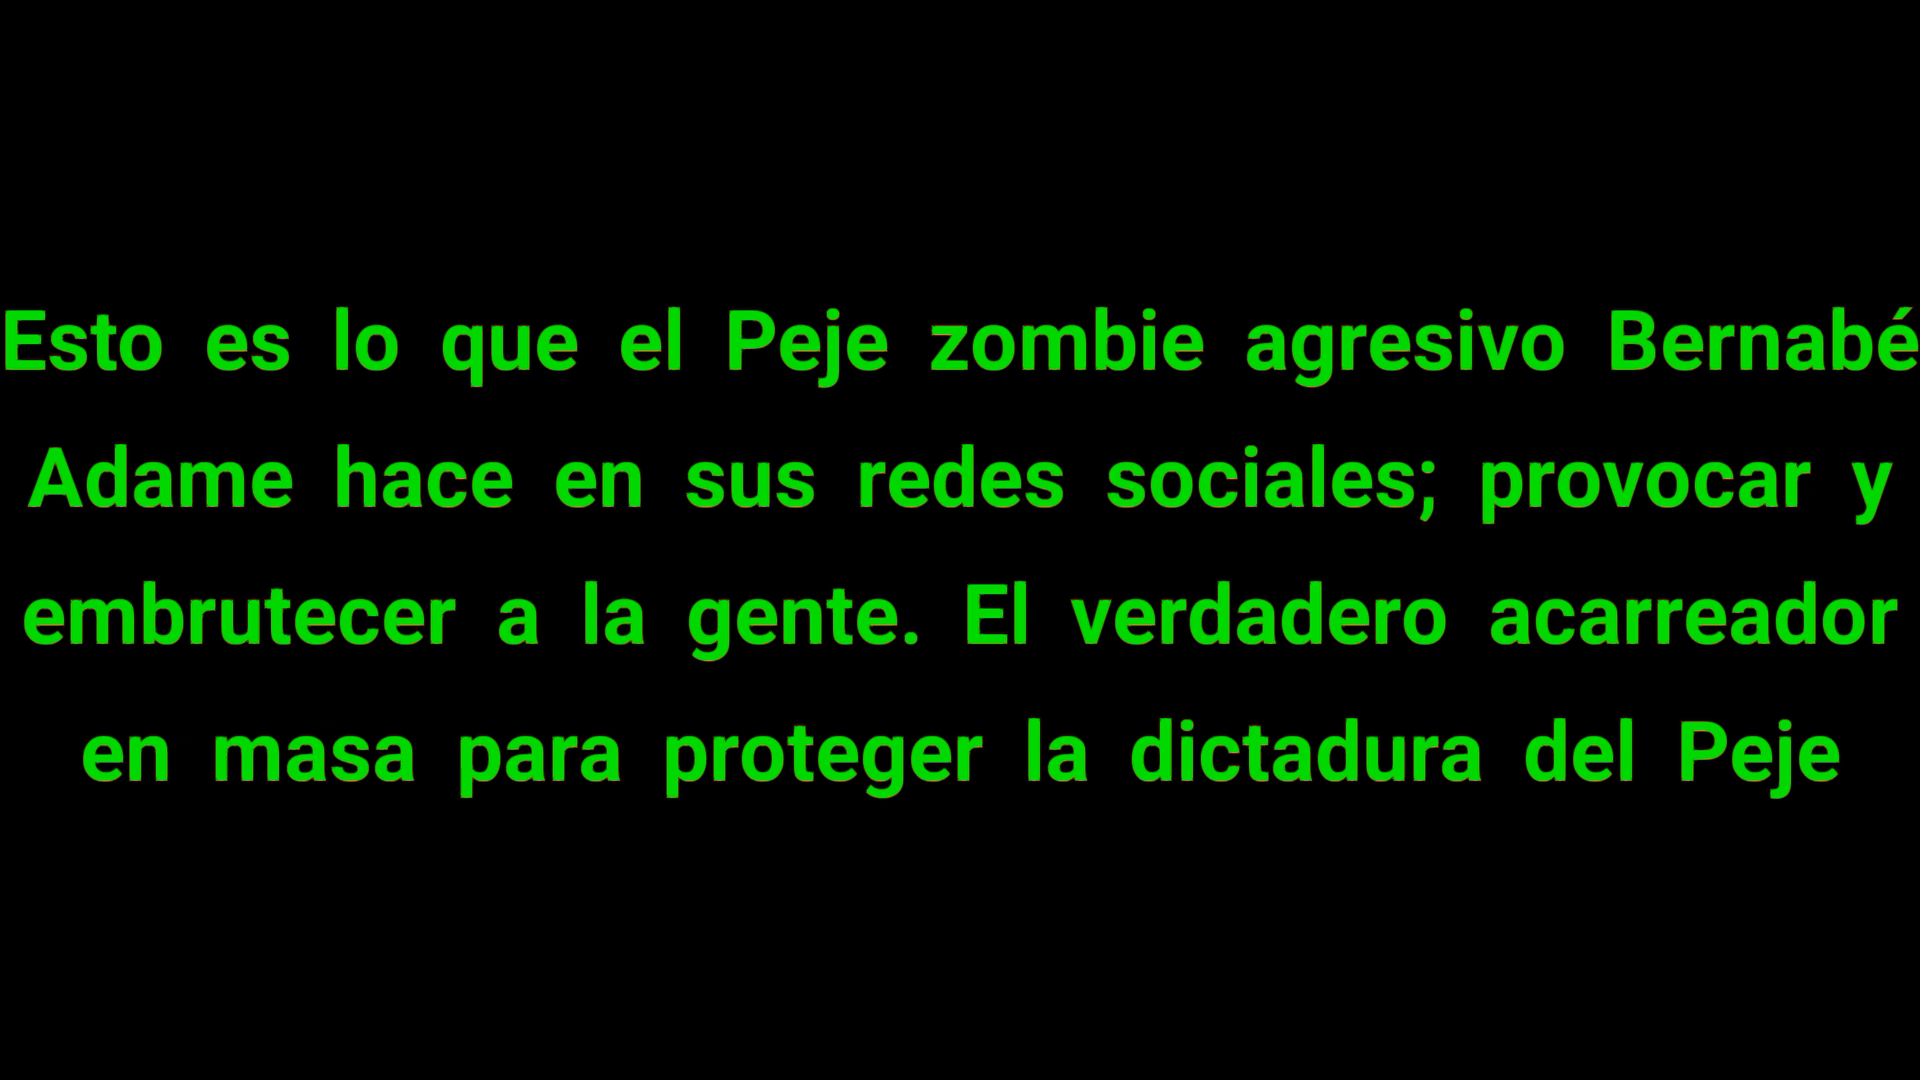 Esto es lo que el Peje zombie agresivo Bernabé
Adame hace en sus redes sociales; provocar y
embrutecer a la gente. El verdadero acarreador
en masa para proteger la dictadura del Peje